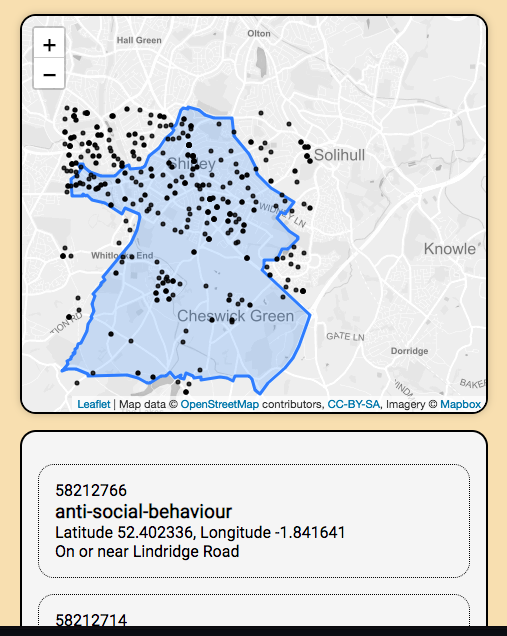 +
−
Hall Green
Olton
Shirley
Solihull
WIDNEY LN
Knowle
Whitlocks End
Cheswick Green
GATE LN
Dorridge
Leaflet | Map data © OpenStreetMap contributors, CC-BY-SA, Imagery © Mapbox
58212766
anti-social-behaviour
Latitude 52.402336, Longitude -1.841641
On or near Lindridge Road
58212714